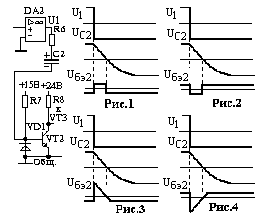 DA3 U1
R6
C2
+15В +24В
R7 R8
к
VT3
VD1
VT2
Общ.
U1
UC2
Uбэ2
Рис.1
U1
UC2
Uбэ2
Рис.2
U1
UC2
Uбэ2
Рис.3
U1
UC2
Uбэ2
Рис.4